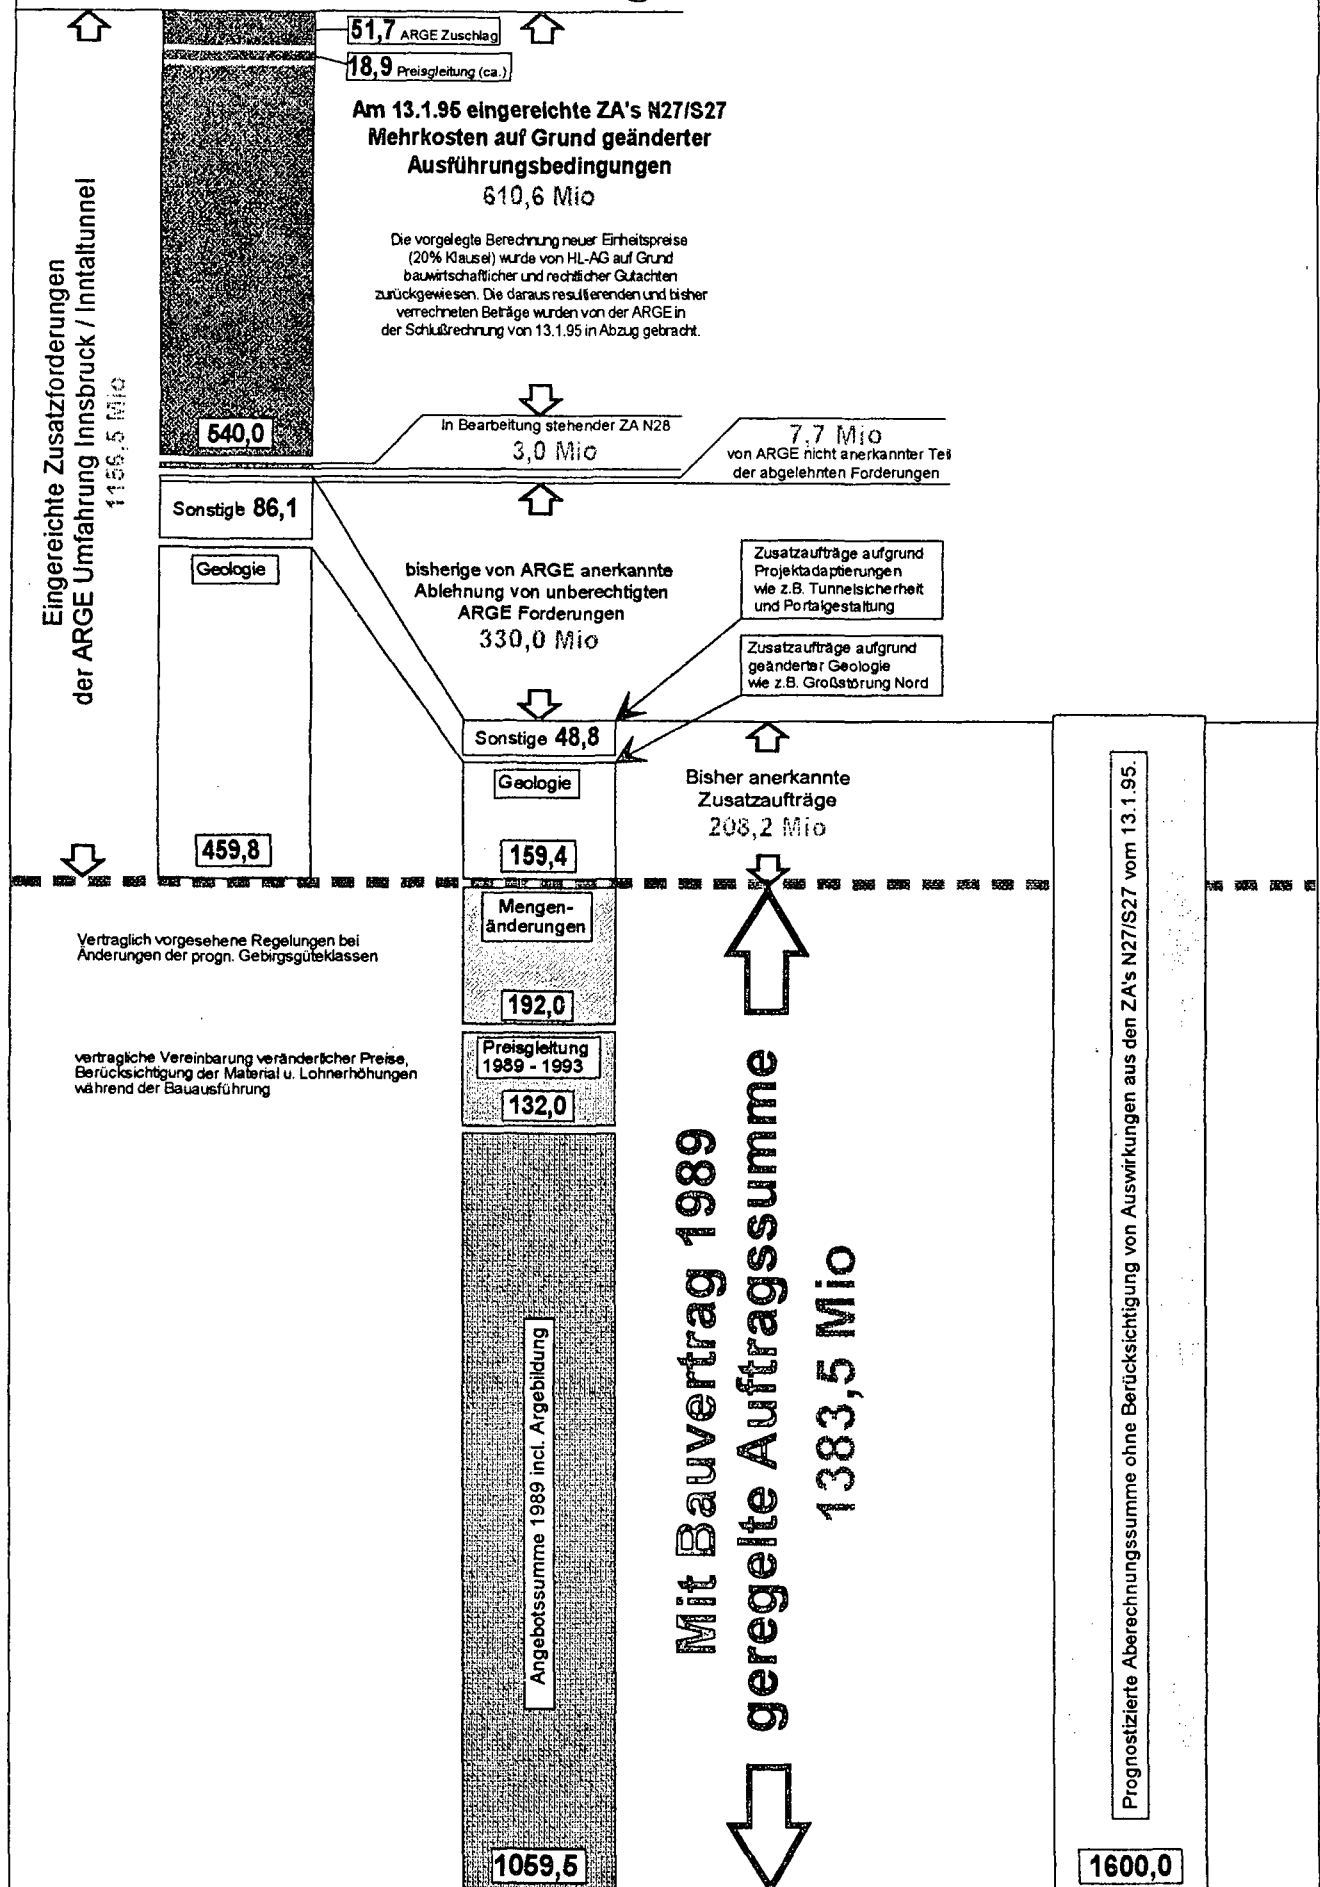 51,7 ARGE Zuschlag
18,9 Preisgleitung (ca.)
Am 13.1.95 eingereichte ZA's N27/S27
Mehrkosten auf Grund geänderter
Ausführungsbedingungen
610,6 Mio
Die vorgelegte Berechnung neuer Einheitspreise
(20% Klausel) wurde von HL-AG auf Grund
bauwirtschaftlicher und rechtlicher Gutachten
zurückgewiesen. Die daraus resultierenden und bisher
verrechneten Beträge wurden von der ARGE in
der Schlußrechnung von 13.1.95 in Abzug gebracht.
Eingereichte Zusatzforderungen
der ARGE Umfahrung Innsbruck / Inntaltunnel
1156,5 Mio
540,0
In Bearbeitung stehender ZA N28
3,0 Mio
7,7 Mio
von ARGE nicht anerkannter Teil
der abgelehnten Forderungen
Sonstige 86,1
Geologie
459,8
bisherige von ARGE anerkannte
Ablehnung von unberechtigten
ARGE Forderungen
330,0 Mio
Zusatzaufträge aufgrund
Projektadaptierungen
wie z.B. Tunnelsicherheit
und Portalgestaltung
Zusatzaufträge aufgrund
geänderter Geologie
wie z.B. Großstörung Nord
Sonstige 48,8
Geologie
159,4
Bisher anerkannte
Zusatzaufträge
208,2 Mio
Vertraglich vorgesehene Regelungen bei
Änderungen der progn. Gebirgsgüteklassen
Mengen-
änderungen
192,0
vertragliche Vereinbarung veränderlicher Preise,
Berücksichtigung der Material u. Lohnerhöhungen
während der Bauausführung
Preisgleitung
1989 - 1993
132,0
Angebotssumme 1989 incl. Argebildung
1059,5
Mit Bauvertrag 1989
geregelte Auftragssumme
1383,5 Mio
Prognostizierte Aberechnungssumme ohne Berücksichtigung von Auswirkungen aus den ZA's N27/S27 vom 13.1.95.
1600,0